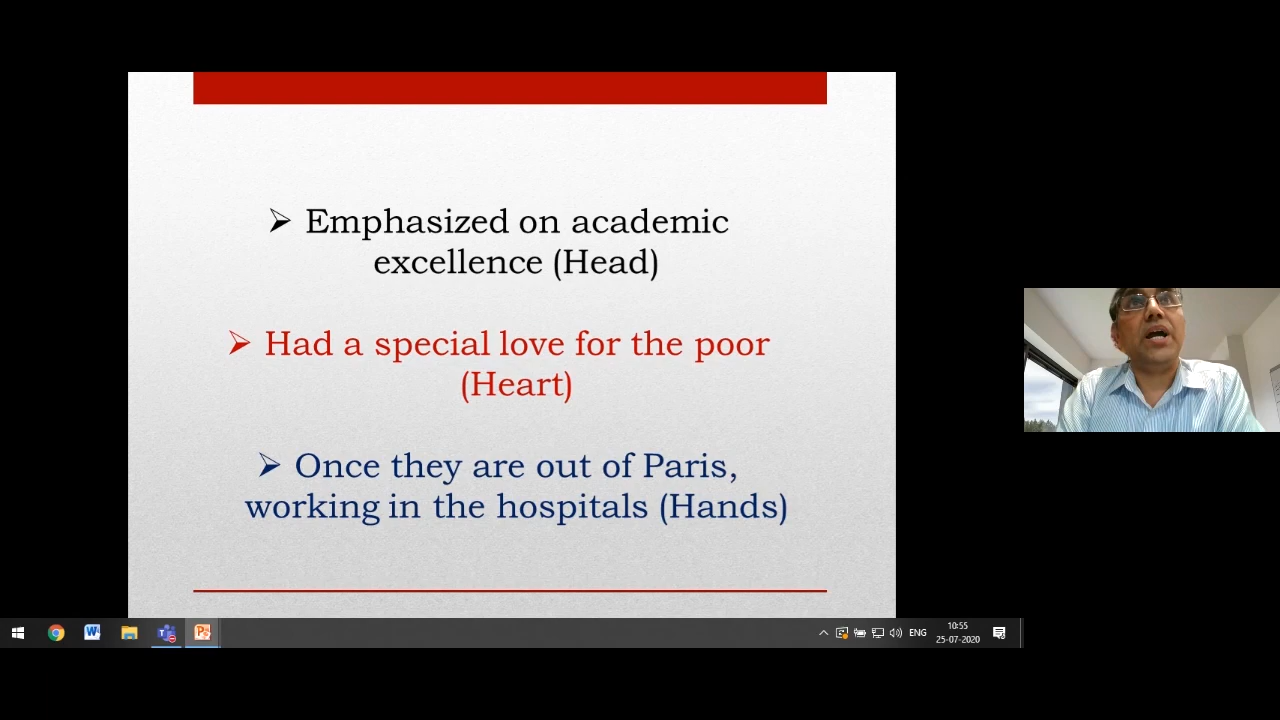 ➢ Emphasized on academic
excellence (Head)
➢ Had a special love for the poor
(Heart)
➢ Once they are out of Paris,
working in the hospitals (Hands)
ENG
10:55
25-07-2020